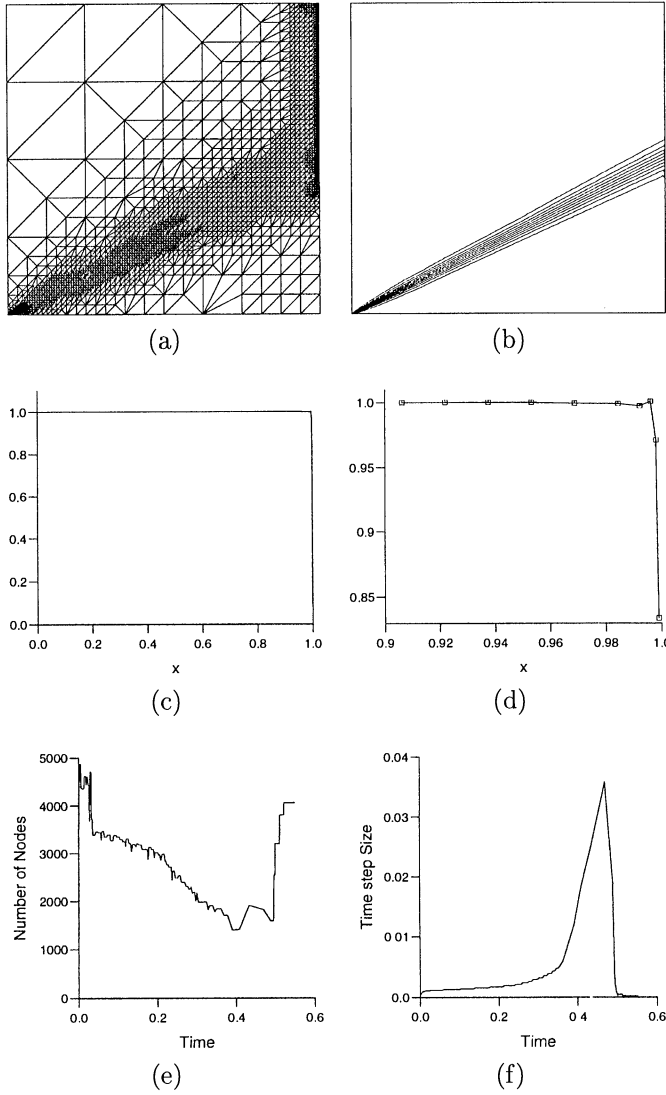 (a)
(b)
1.0
0.8
0.6
0.4
0.2
0.0
0.0 0.2 0.4 0.6 0.8 1.0
x
(c)
1.0
0.95
0.9
0.85
0.9 0.92 0.94 0.96 0.98 1.0
x
(d)
Number of Nodes
5000
4000
3000
2000
1000
0
0.0 0.2 0.4 0.6
Time
(e)
Time step Size
0.04
0.03
0.02
0.01
0.0
0.0 0.2 0 4 0 6
Time
(f)